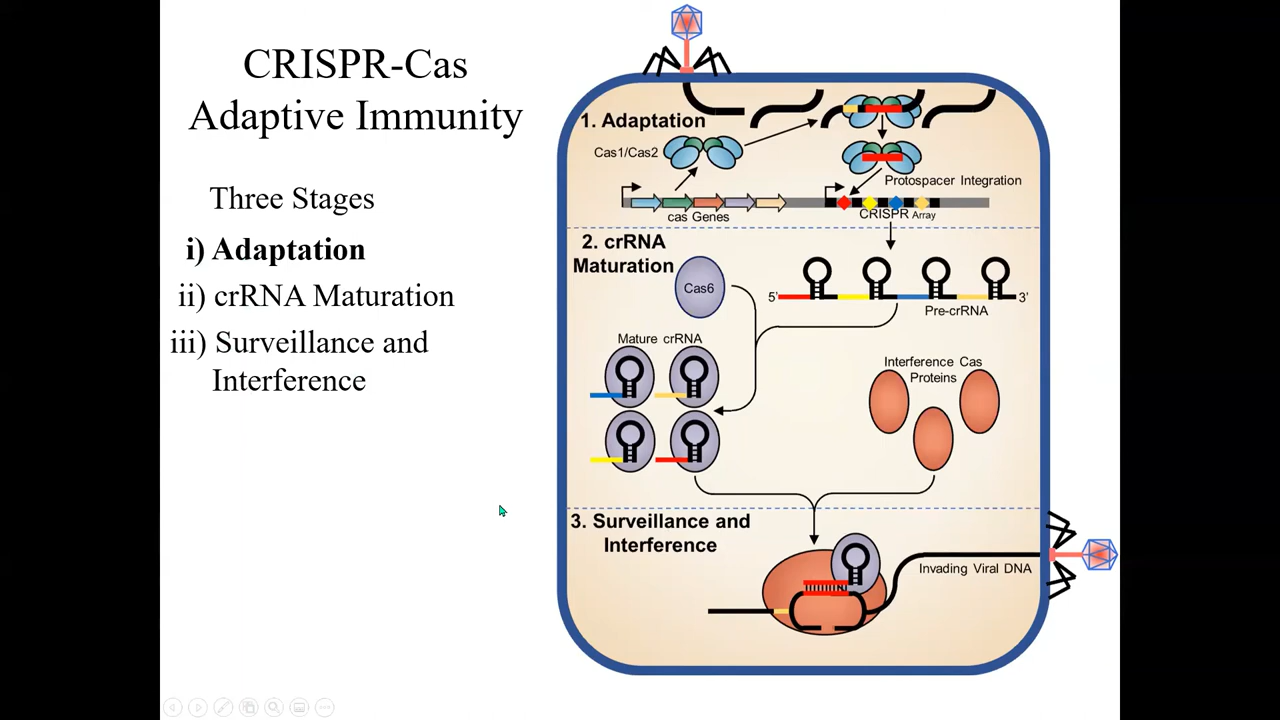 CRISPR-Cas
Adaptive Immunity
Three Stages
i) Adaptation
ii) crRNA Maturation
iii) Surveillance and
Interference
1. Adaptation
Cas1/Cas2
Protospacer Integration
cas Genes
CRISPR Array
2. crRNA
Maturation
Cas6
5'
3'
Pre-crRNA
Mature crRNA
Interference Cas
Proteins
3. Surveillance and
Interference
Invading Viral DNA